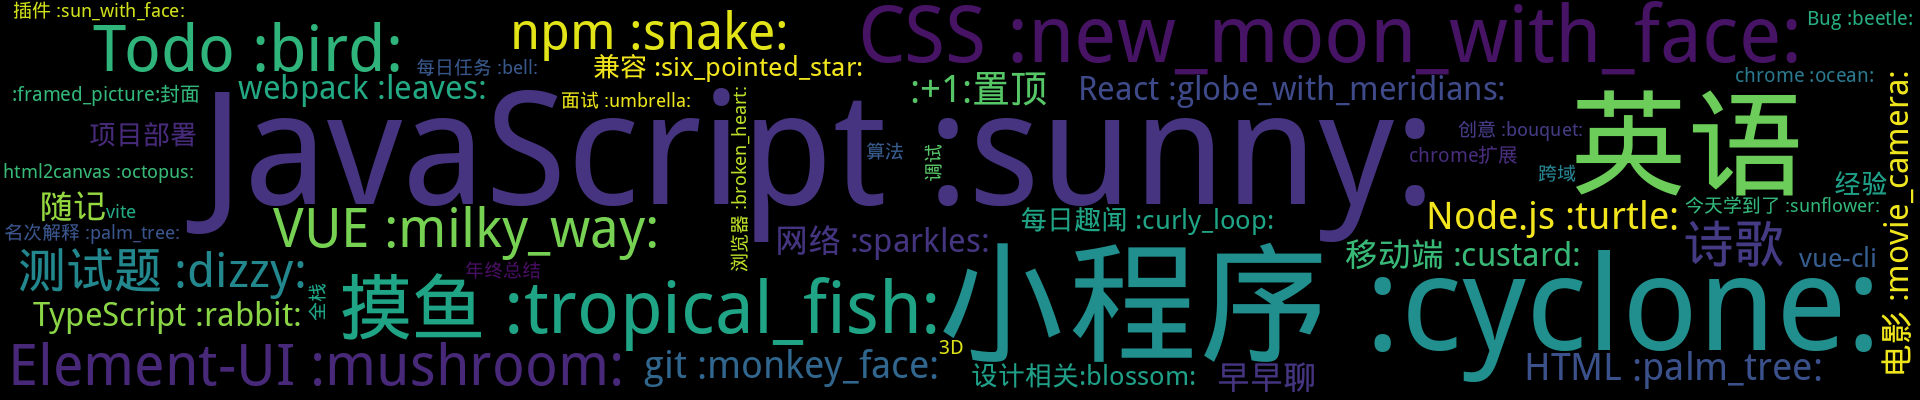 插件 :sun_with_face:
Todo :bird:
npm :snake:
CSS :new_moon_with_face:
Bug :beetle:
每日任务 :bell:
兼容 :six_pointed_star:
:framed_picture:封面
webpack :leaves:
面试 :umbrella:
:+1:置顶
React :globe_with_meridians:
chrome :ocean:
项目部署
JavaScript :sunny:
浏览器 :broken_heart:
算法
调试
创意 :bouquet:
chrome扩展
英语
跨域
经验
电影 :movie_camera:
html2canvas :octopus:
随记
vite
名次解释 :palm_tree:
VUE :milky_way:
网络 :sparkles:
每日趣闻 :curly_loop:
Node.js :turtle:
今天学到了 :sunflower:
测试题 :dizzy:
年终总结
小程序 :cyclone:
移动端 :custard:
诗歌
vue-cli
TypeScript :rabbit:
全栈
摸鱼 :tropical_fish:
Element-UI :mushroom:
git :monkey_face:
3D
设计相关:blossom:
早早聊
HTML :palm_tree: